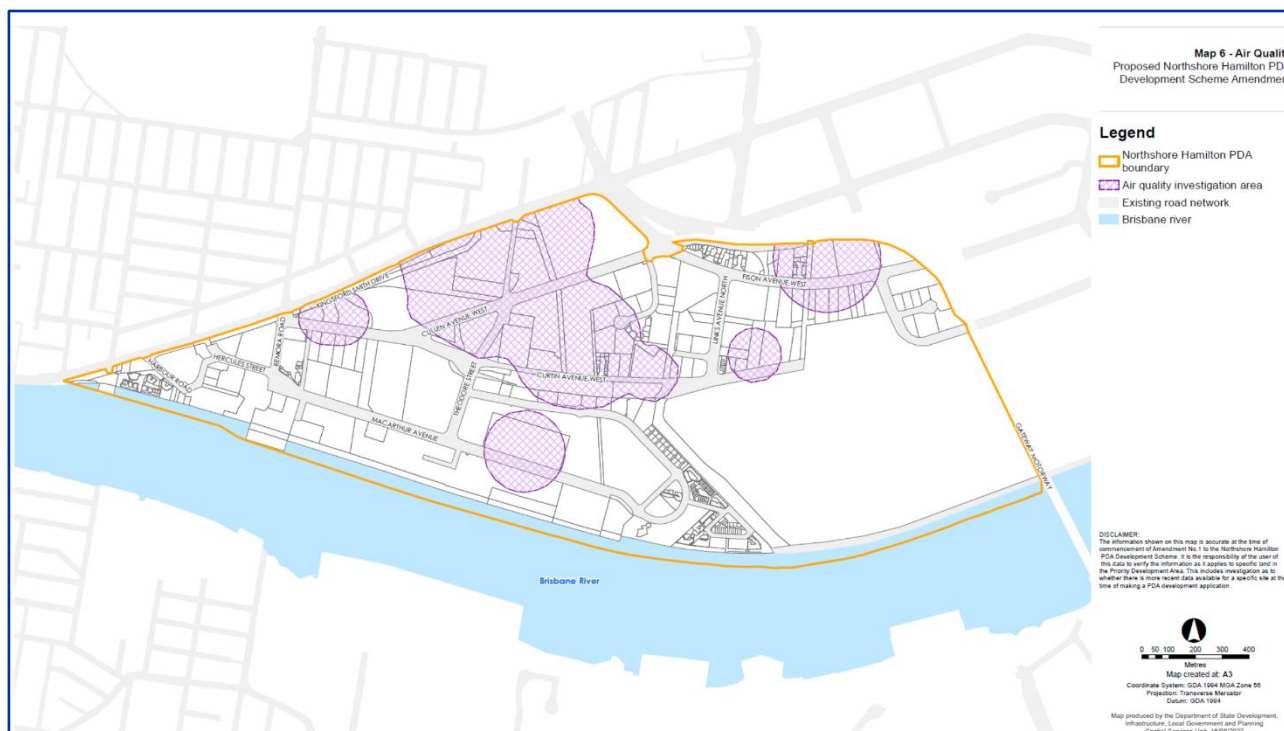 Map 6 - Air Qualit
Proposed Northshore Hamilton PD
Development Scheme Amendmen
Legend
Northshore Hamilton PDA
boundary
Air quality investigation area
Existing road network
Brisbane river
KINGSFORD SMITH DRIVE
FISON AVENUE WEST
LINKS AVENUE NORTH
CULLEN AVENUE WEST
REMORA ROAD
HERCULES STREET
HARBOUR ROAD
THEODORE STREET
CURTIN AVENUE WEST
MACARTHUR AVENUE
GATEWAY MOTORWAY
Brisbane River
DISCLAIMER:
The information shown on this map is accurate at the time of
commencement of Amendment No.1 to the Northshore Hamilton
PDA Development Scheme. It is the responsibility of the user of
this data to verify the information as it applies to specific land in
the Priority Development Area. This includes investigation as to
whether there is more recent data available for a specific site at the
time of making a PDA development application.
0 50 100 200 300 400
Metres
Map created at: A3
Coordinate System: GDA 1994 MGA Zone 56
Projection: Transverse Mercator
Datum: GDA 1994
Map produced by the Department of State Development,
Infrastructure, Local Government and Planning